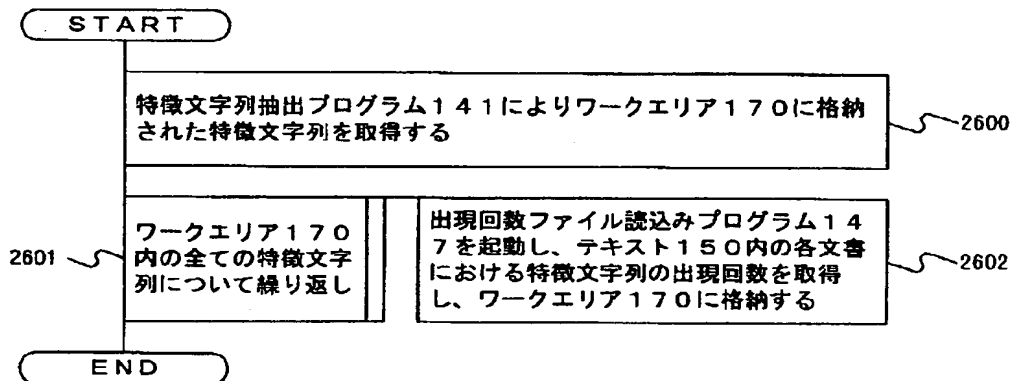 START
特徴文字列抽出プログラム141によりワークエリア170に格納
された特徴文字列を取得する
2600
ワークエリア170
内の全ての特徴文字
列について繰り返し
2601
出現回数ファイル読込みプログラム14
7を起動し、テキスト150内の各文書
における特徴文字列の出現回数を取得
し、ワークエリア170に格納する
2602
END